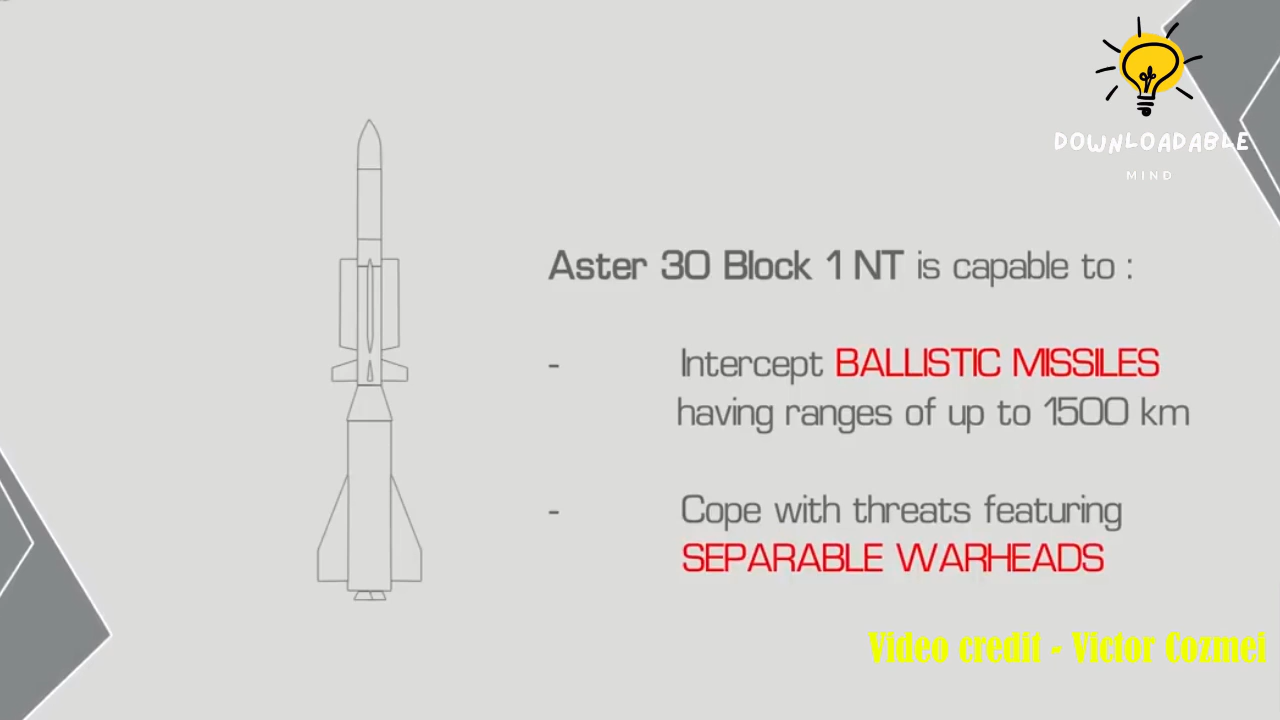 DOWNLOADABLE
MIND
Aster 30 Block 1 NT is capable to :
- Intercept BALLISTIC MISSILES
having ranges of up to 1500 km
- Cope with threats featuring
SEPARABLE WARHEADS
Video credit - Victor Cozmei